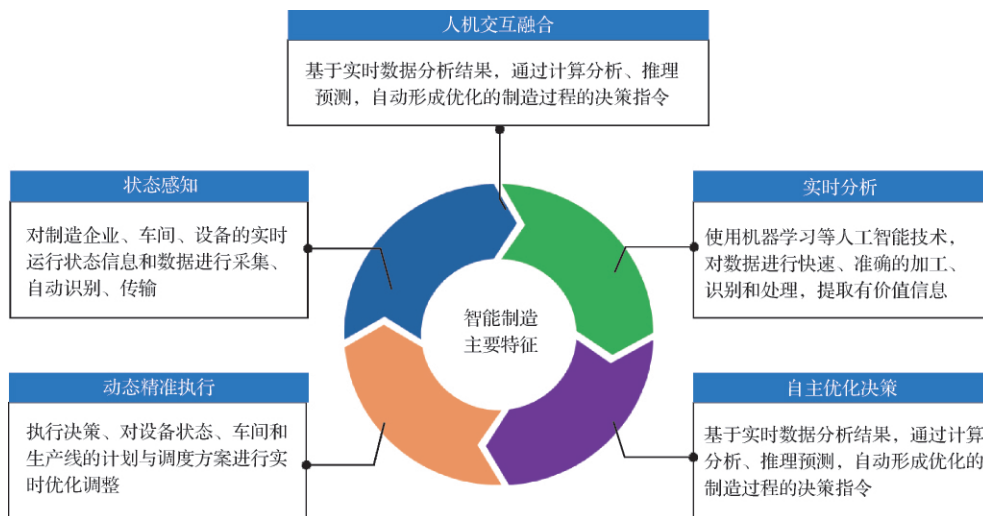 人机交互融合
基于实时数据分析结果，通过计算分析、推理
预测，自动形成优化的制造过程的决策指令
状态感知
对制造企业、车间、设备的实时
运行状态信息和数据进行采集、
自动识别、传输
实时分析
使用机器学习等人工智能技术，
对数据进行快速、准确的加工、
识别和处理，提取有价值信息
智能制造
主要特征
动态精准执行
执行决策、对设备状态、车间和
生产线的计划与调度方案进行实
时优化调整
自主优化决策
基于实时数据分析结果，通过计算
分析、推理预测，自动形成优化的
制造过程的决策指令